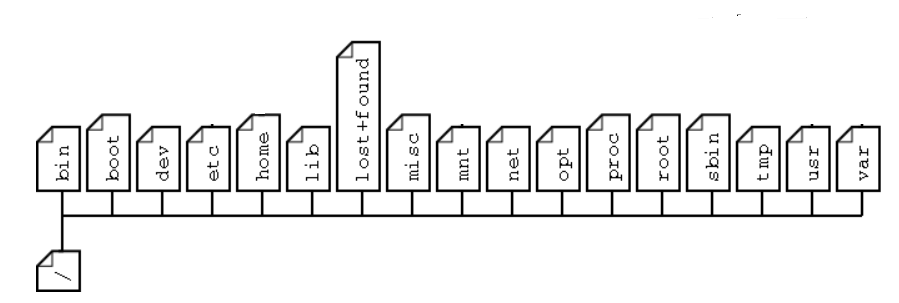 bin
boot
dev
etc
home
lib
lost+found
misc
mnt
net
opt
proc
root
sbin
tmp
usr
var
/